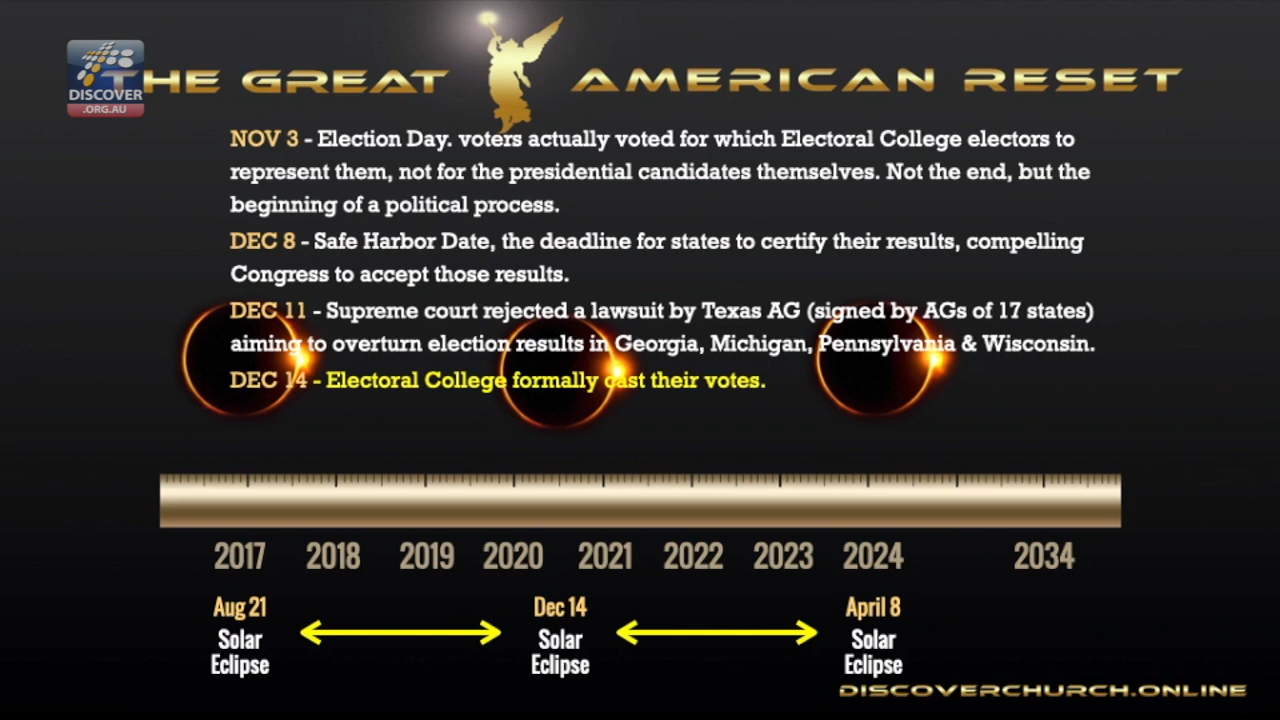 THE GREAT AMERICAN RESET
DISCOVER
.ORG.AU
NOV 3 - Election Day. voters actually voted for which Electoral College electors to
represent them, not for the presidential candidates themselves. Not the end, but the
beginning of a political process.
DEC 8 - Safe Harbor Date, the deadline for states to certify their results, compelling
Congress to accept those results.
DEC 11 - Supreme court rejected a lawsuit by Texas AG (signed by AGs of 17 states)
aiming to overturn election results in Georgia, Michigan, Pennsylvania & Wisconsin.
DEC 14 - Electoral College formally cast their votes.
2017 2018 2019 2020 2021 2022 2023 2024 2034
Aug 21 Dec 14 April 8
Solar Solar Solar
Eclipse Eclipse Eclipse
DISCOVERCHURCH.ONLINE